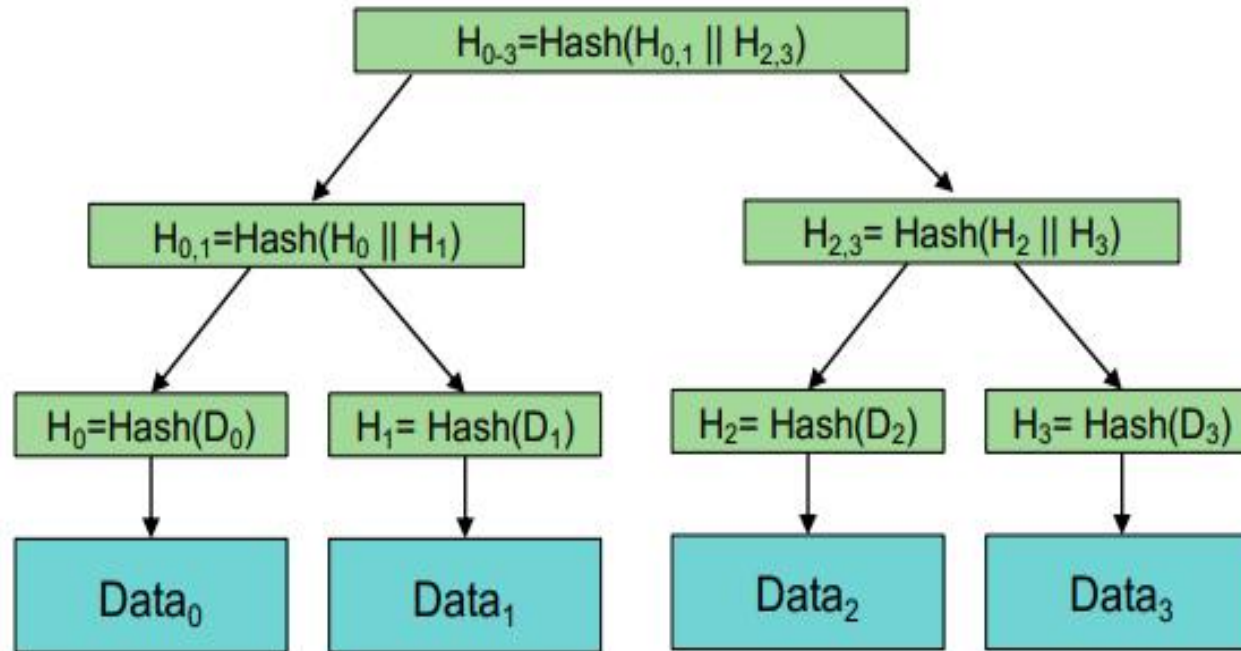 H₀₋₃=Hash(H₀,₁ || H₂,₃)
H₀,₁=Hash(H₀ || H₁)
H₂,₃= Hash(H₂ || H₃)
H₀=Hash(D₀)
H₁= Hash(D₁)
H₂= Hash(D₂)
H₃= Hash(D₃)
Data₀
Data₁
Data₂
Data₃